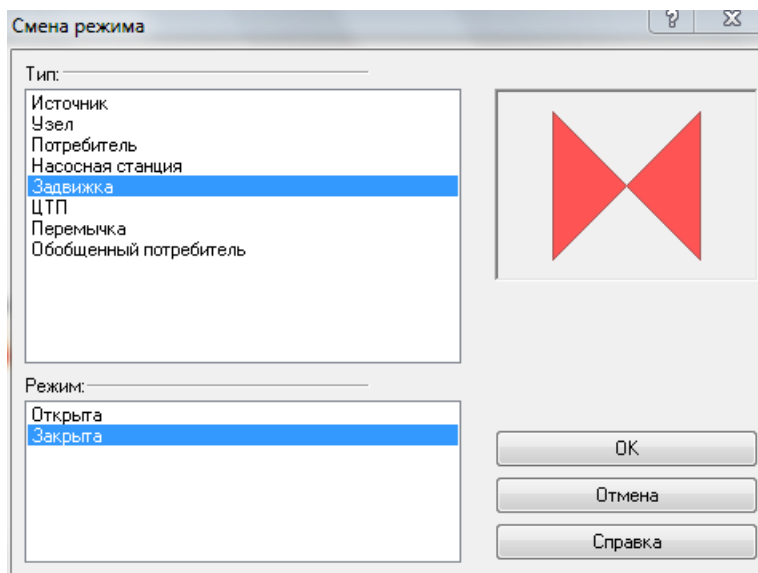 Смена режима
Тип:
Источник
Узел
Потребитель
Насосная станция
Задвижка
ЦТП
Перемычка
Обобщенный потребитель
Режим:
Открыта
Закрыта
OK
Отмена
Справка